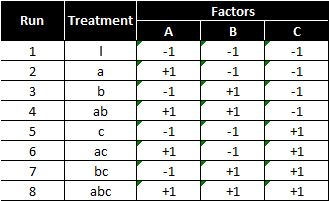 Run Treatment Factors
A B C
1 l -1 -1 -1
2 a +1 -1 -1
3 b -1 +1 -1
4 ab +1 +1 -1
5 c -1 -1 +1
6 ac +1 -1 +1
7 bc -1 +1 +1
8 abc +1 +1 +1